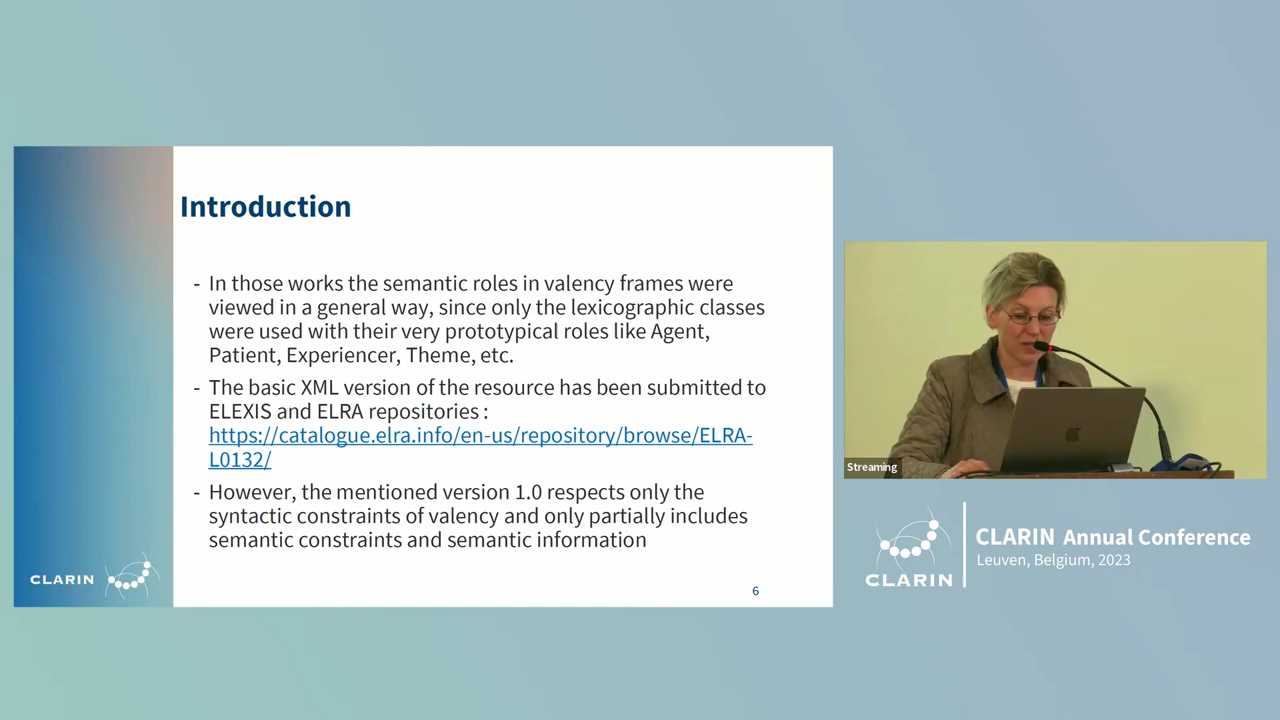 Introduction
- In those works the semantic roles in valency frames were
viewed in a general way, since only the lexicographic classes
were used with their very prototypical roles like Agent,
Patient, Experiencer, Theme, etc.
- The basic XML version of the resource has been submitted to
ELEXIS and ELRA repositories :
https://catalogue.elra.info/en-us/repository/browse/ELRA-
L0132/
- However, the mentioned version 1.0 respects only the
syntactic constraints of valency and only partially includes
semantic constraints and semantic information
CLARIN
6
Streaming
CLARIN
CLARIN Annual Conference
Leuven, Belgium, 2023